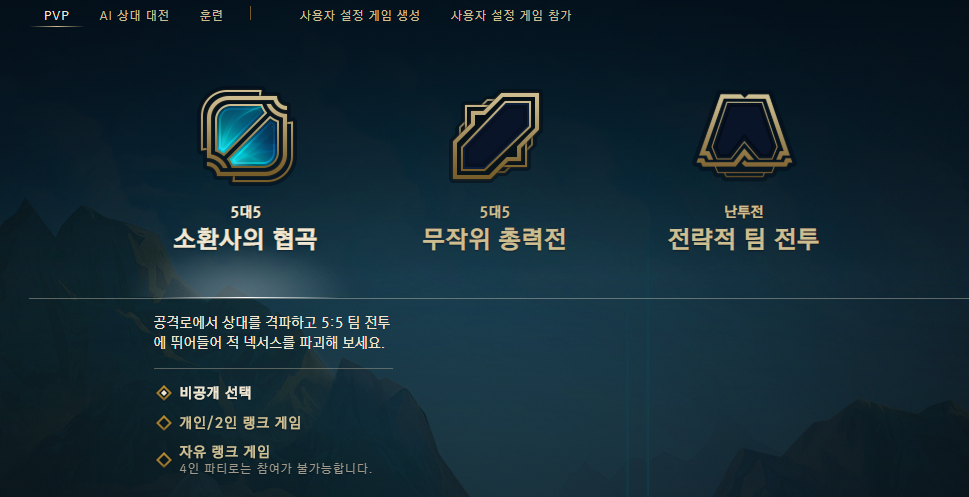 PVP AI 상대 대전 훈련 사용자 설정 게임 생성 사용자 설정 게임 참가
5대5 5대5 난투전
소환사의 협곡 무작위 총력전 전략적 팀 전투
공격로에서 상대를 격파하고 5:5 팀 전투
에 뛰어들어 적 넥서스를 파괴해 보세요.
비공개 선택
개인/2인 랭크 게임
자유 랭크 게임
4인 파티로는 참여가 불가능합니다.